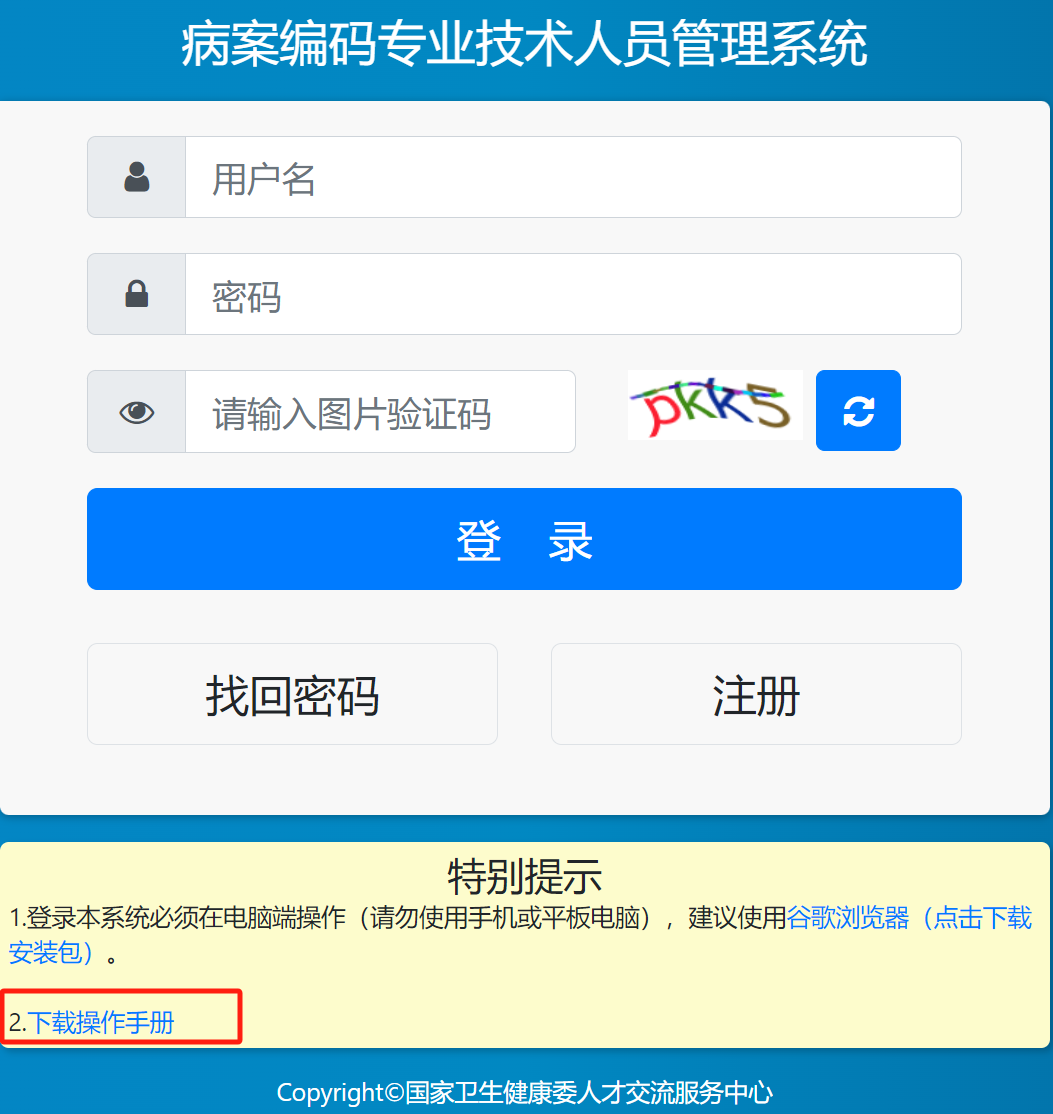 病案编码专业技术人员管理系统
用户名
密码
请输入图片验证码
pkk5
登 录
找回密码
注册
特别提示
1.登录本系统必须在电脑端操作（请勿使用手机或平板电脑），建议使用谷歌浏览器（点击下载
安装包）。
2.下载操作手册
Copyright©国家卫生健康委人才交流服务中心